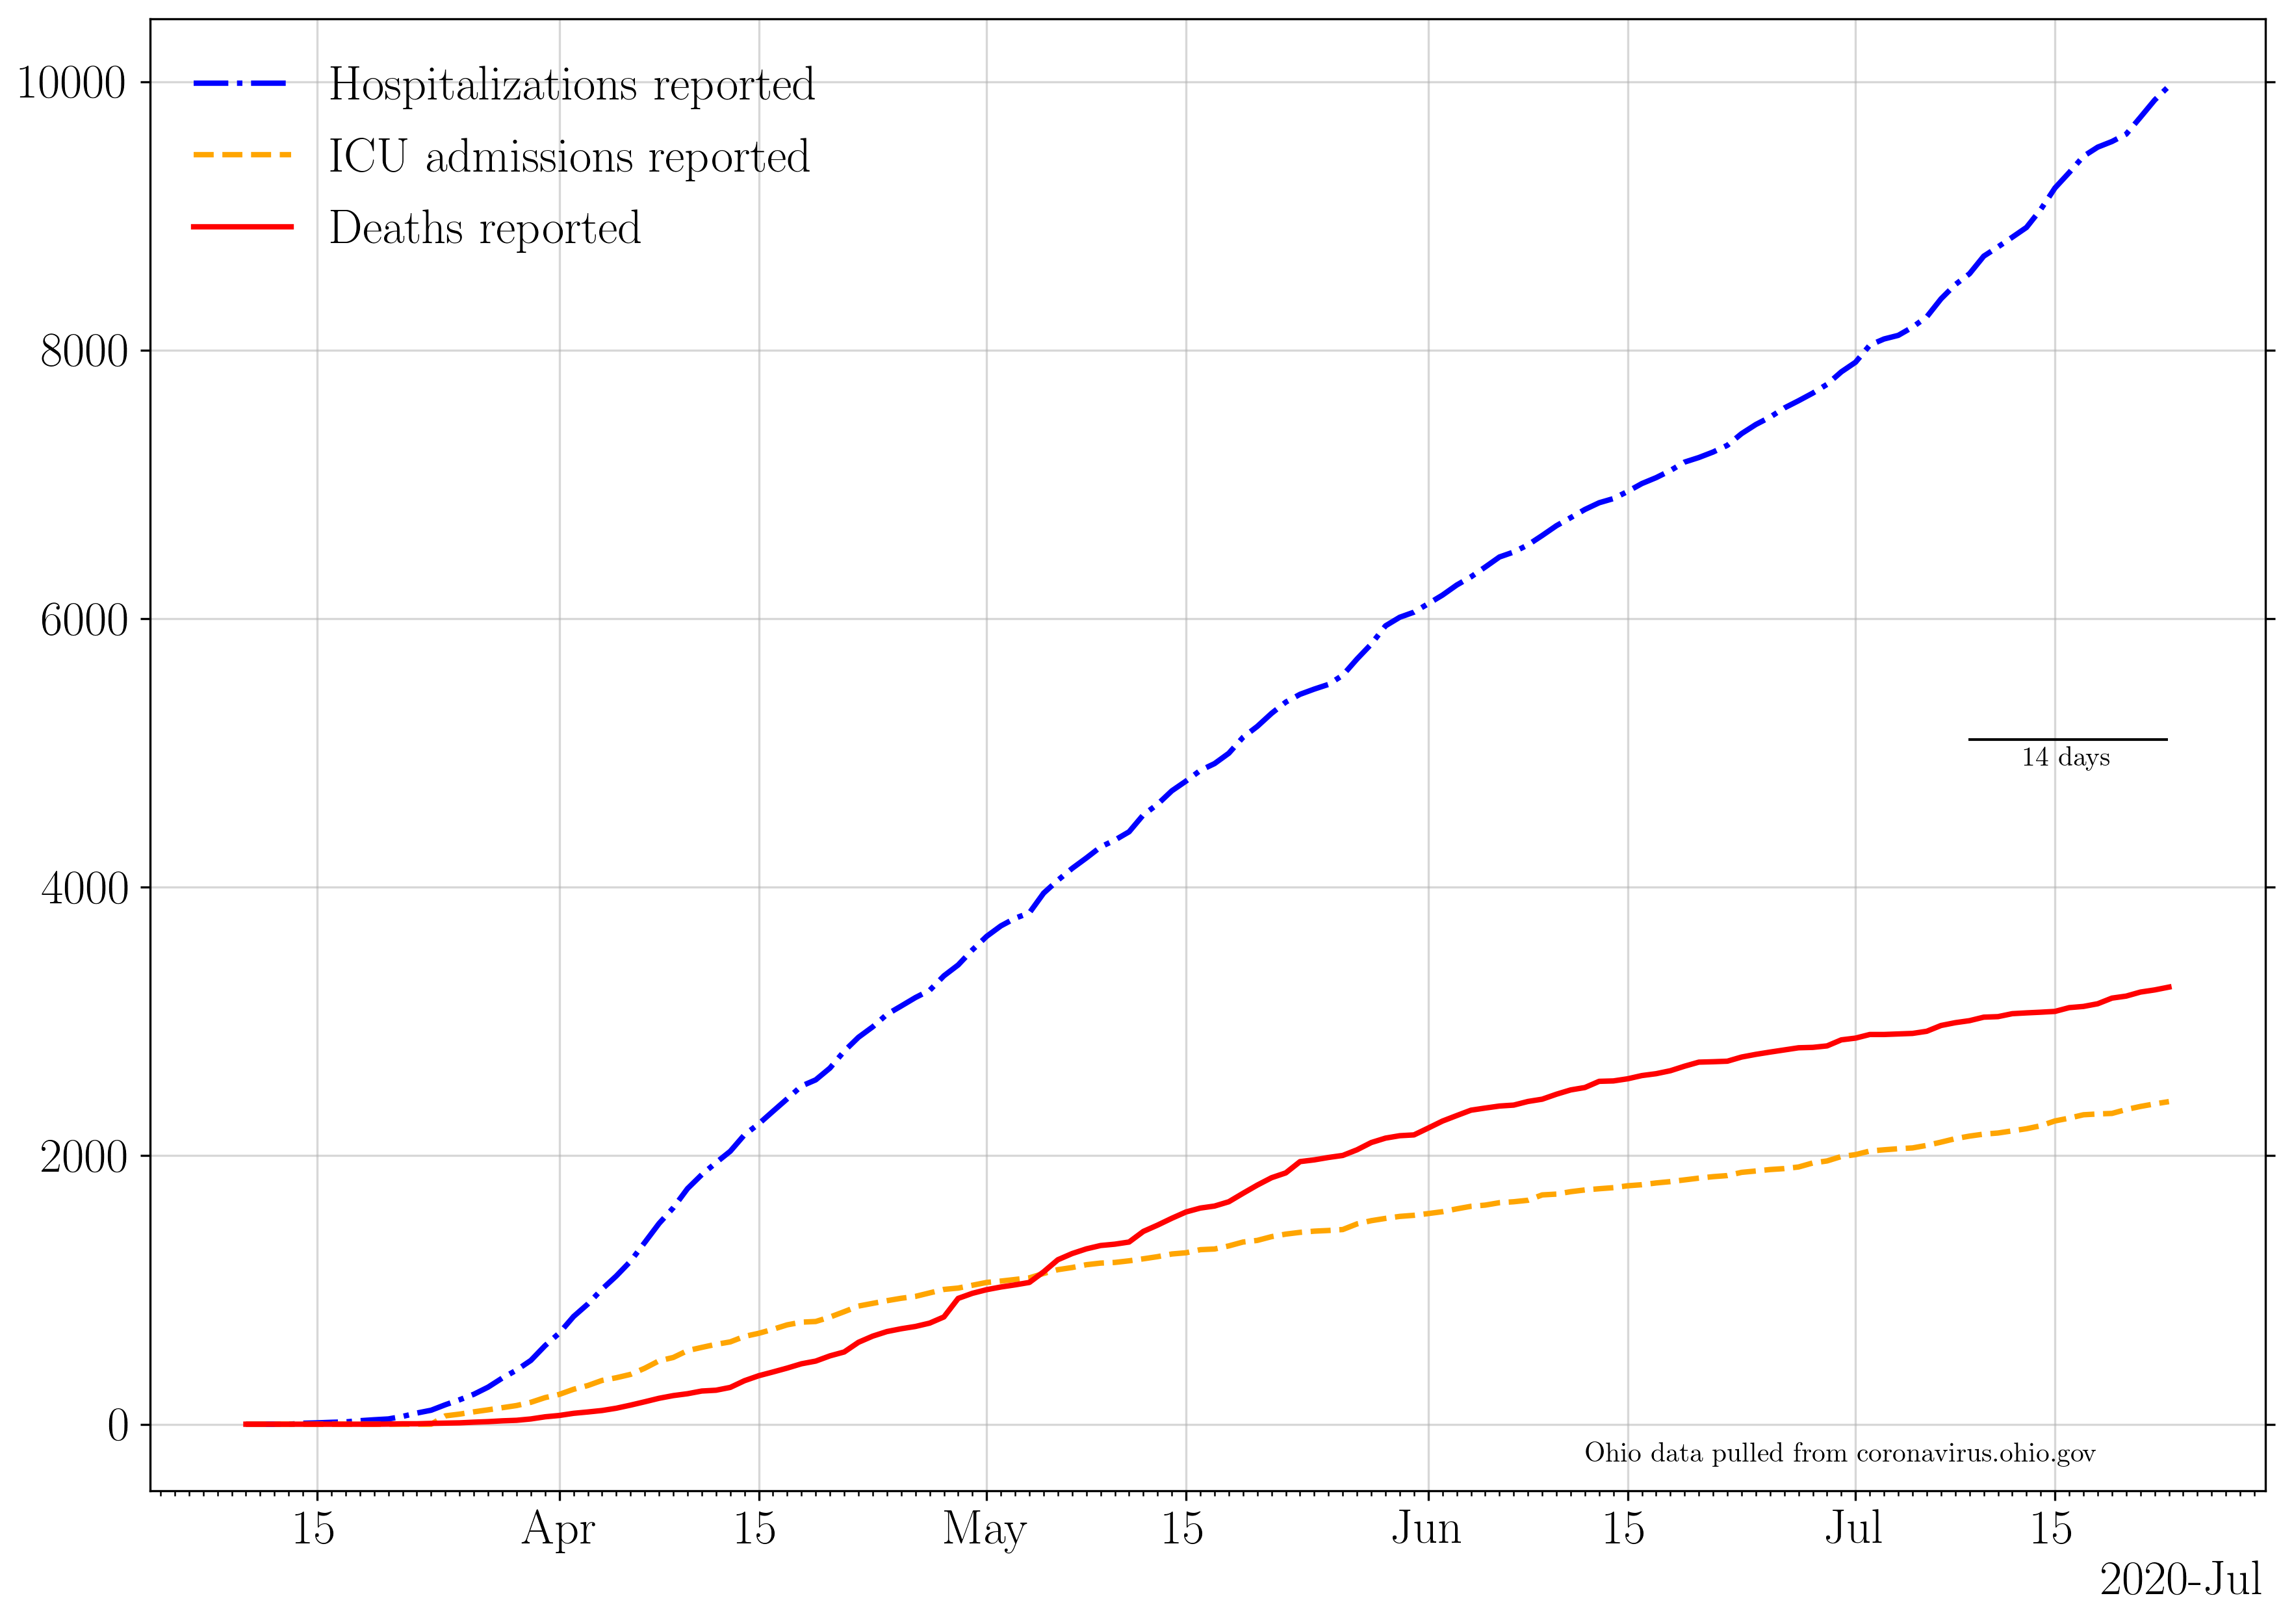 10000
8000
6000
4000
2000
0
Hospitalizations reported
ICU admissions reported
Deaths reported
14 days
Ohio data pulled from coronavirus.ohio.gov
15 Apr 15 May 15 Jun 15 Jul 15
2020-Jul